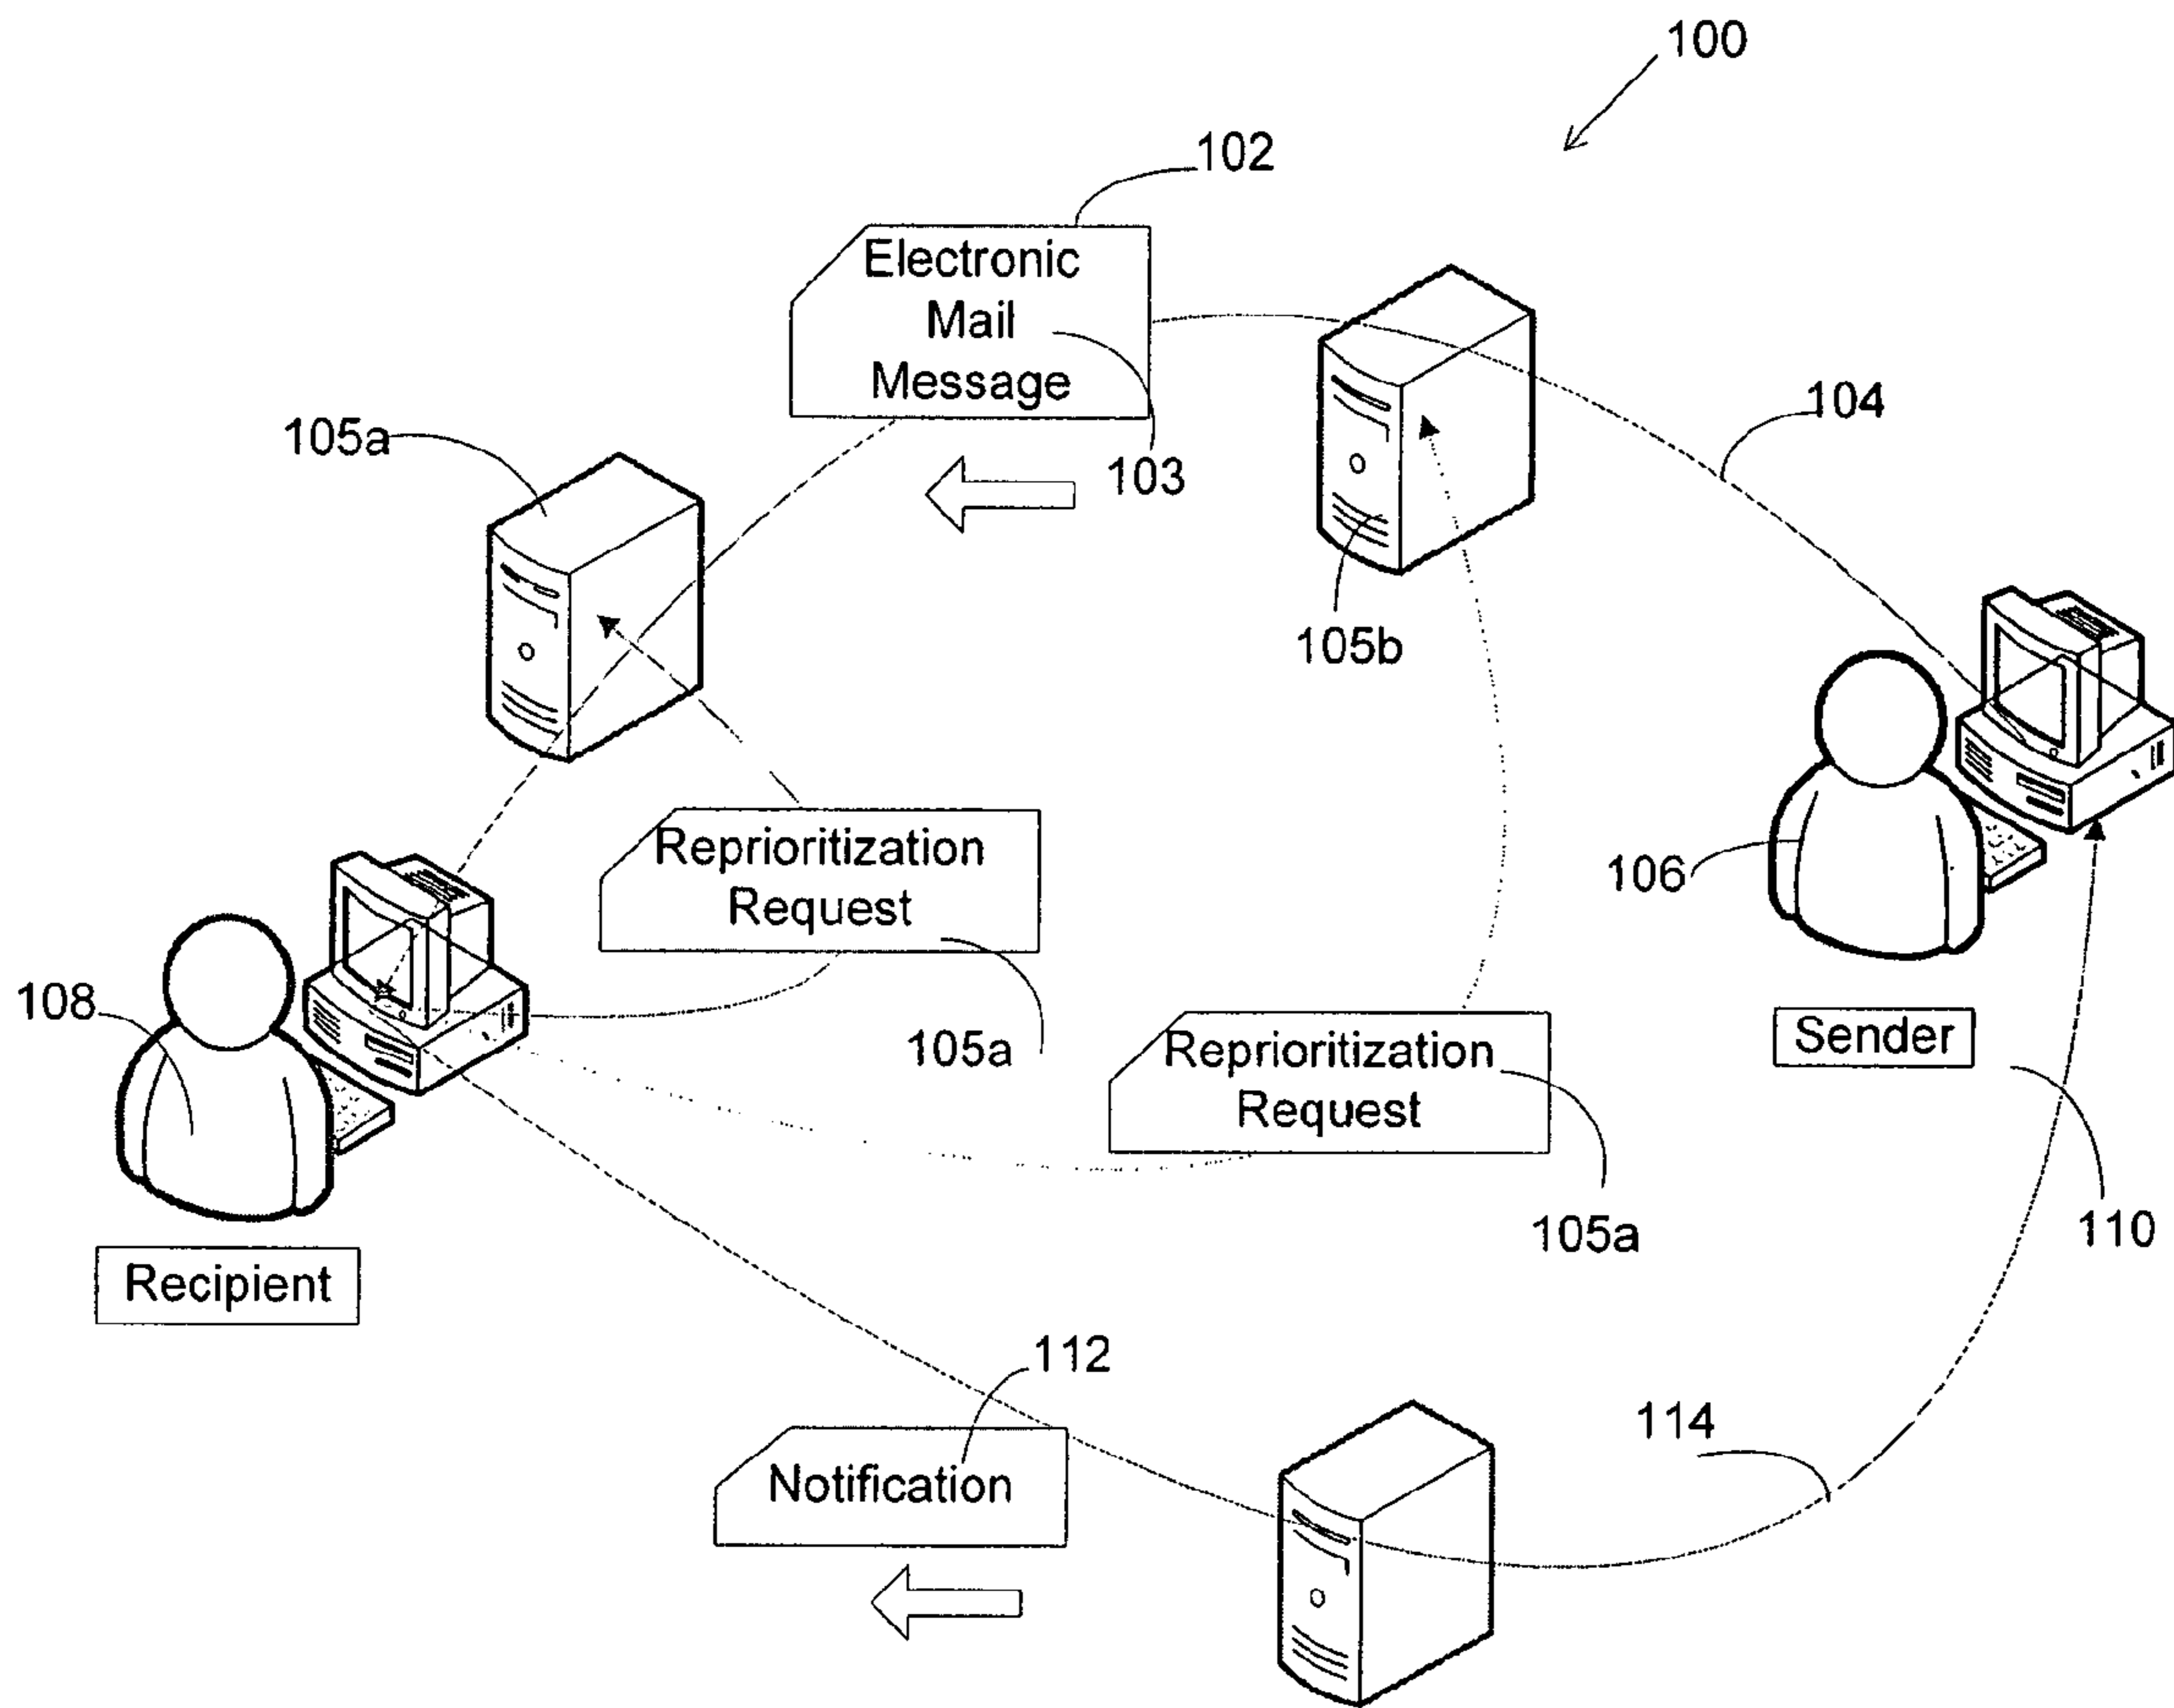 100
102
Electronic
Mail
Message
103
104
105a
105b
106
Reprioritization
Request
105a
108
Sender
Reprioritization
Request
105a
110
Recipient
112
Notification
114